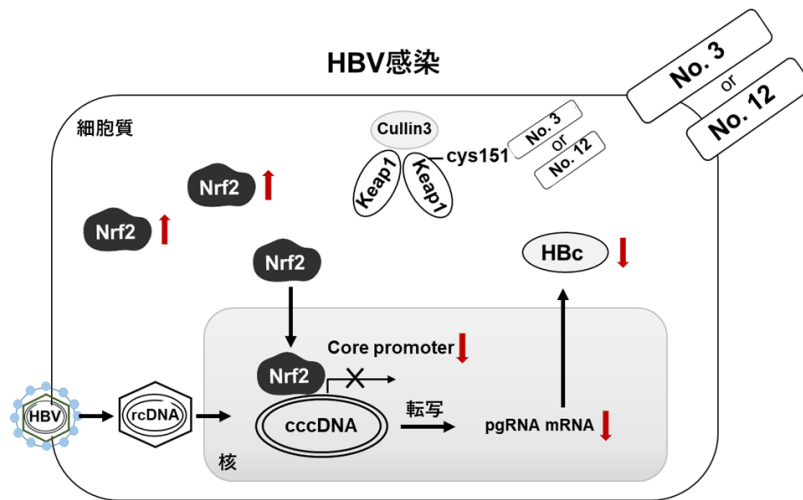 HBV感染
No. 3
or
No. 12
細胞質
Cullin3
Keap1
Keap1
cys151
No. 3
or
No. 12
Nrf2
Nrf2
Nrf2
HBc
Core promoter
Nrf2
HBV
rcDNA
cccDNA
転写
pgRNA mRNA
核